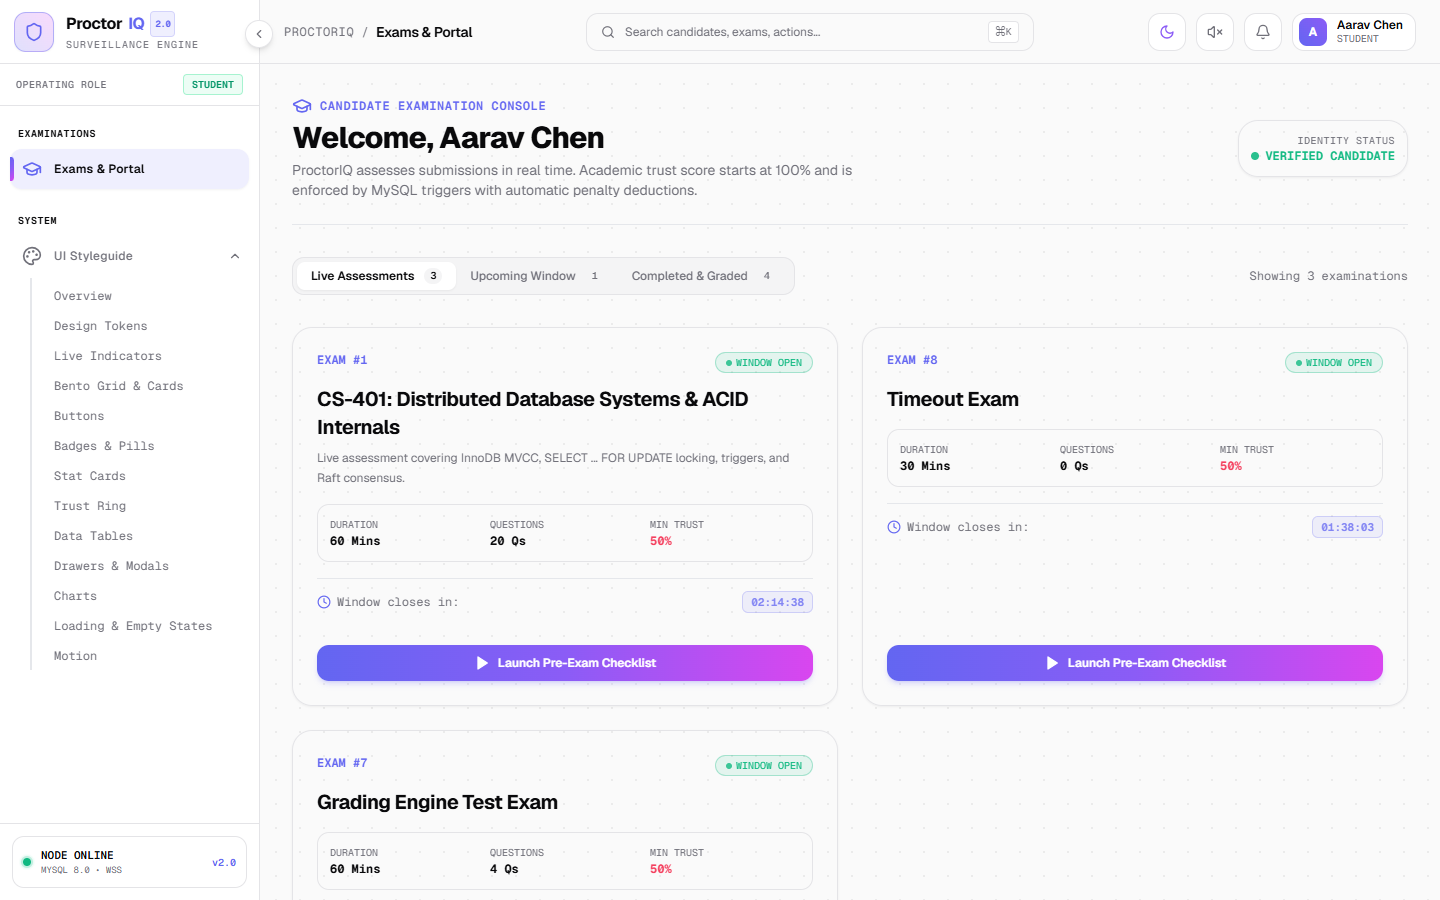 Proctor IQ 2.0
SURVEILLANCE ENGINE
OPERATING ROLE
STUDENT
EXAMINATIONS
Exams & Portal
SYSTEM
UI Styleguide
Overview
Design Tokens
Live Indicators
Bento Grid & Cards
Buttons
Badges & Pills
Stat Cards
Trust Ring
Data Tables
Drawers & Modals
Charts
Loading & Empty States
Motion
NODE ONLINE
MYSQL 8.0 • WSS
v2.0
PROCTORIQ / Exams & Portal
Search candidates, exams, actions...
⌘K
A
Aarav Chen
STUDENT
CANDIDATE EXAMINATION CONSOLE
Welcome, Aarav Chen
ProctorIQ assesses submissions in real time. Academic trust score starts at 100% and is
enforced by MySQL triggers with automatic penalty deductions.
IDENTITY STATUS
VERIFIED CANDIDATE
Live Assessments 3
Upcoming Window 1
Completed & Graded 4
Showing 3 examinations
EXAM #1
WINDOW OPEN
CS-401: Distributed Database Systems & ACID
Internals
Live assessment covering InnoDB MVCC, SELECT ... FOR UPDATE locking, triggers, and
Raft consensus.
DURATION
60 Mins
QUESTIONS
20 Qs
MIN TRUST
50%
Window closes in:
02:14:38
Launch Pre-Exam Checklist
EXAM #8
WINDOW OPEN
Timeout Exam
DURATION
30 Mins
QUESTIONS
0 Qs
MIN TRUST
50%
Window closes in:
01:38:03
Launch Pre-Exam Checklist
EXAM #7
WINDOW OPEN
Grading Engine Test Exam
DURATION
60 Mins
QUESTIONS
4 Qs
MIN TRUST
50%